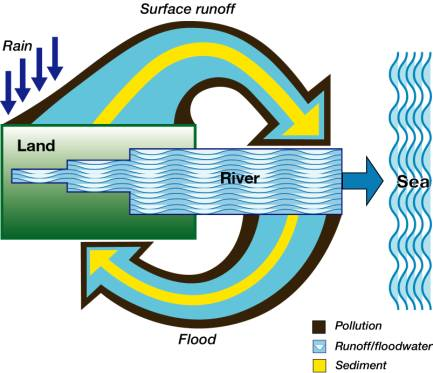 Surface runoff
Rain
Land
River
Sea
Flood
Pollution
Runoff/floodwater
Sediment